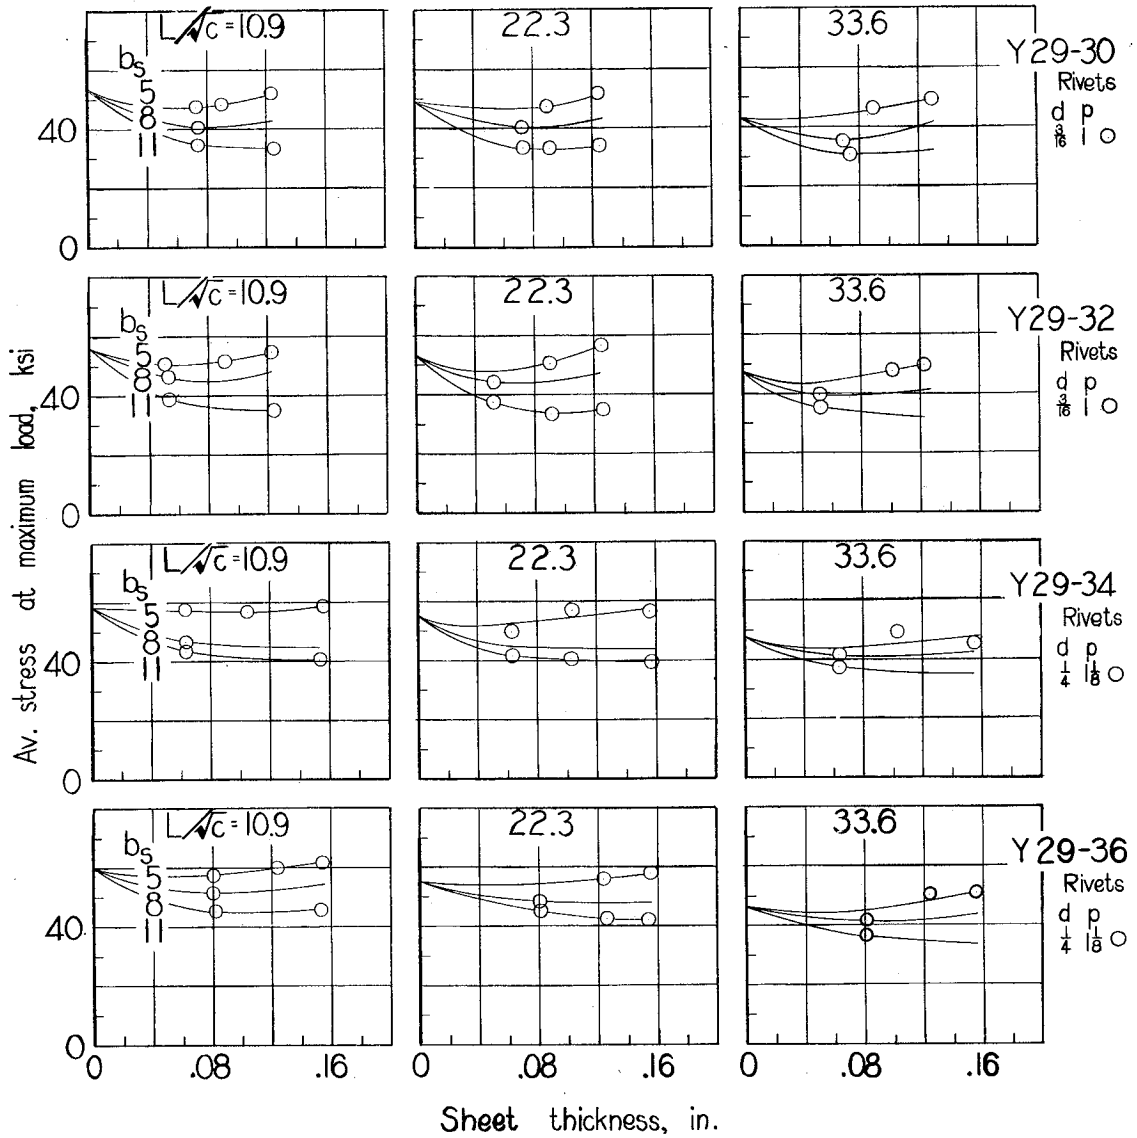 L/√c = 10.9
22.3
33.6
Y29-30
Rivets
d p
3/16 1 ○
bs
5
8
11
40
0
L/√c = 10.9
22.3
33.6
Y29-32
Rivets
d p
3/16 1 ○
bs
5
8
11
40
0
L/√c = 10.9
22.3
33.6
Y29-34
Rivets
d p
1/4 1 1/8 ○
bs
5
8
11
40
0
L/√c = 10.9
22.3
33.6
Y29-36
Rivets
d p
1/4 1 1/8 ○
bs
5
8
11
40
0
0 .08 .16 0 .08 .16 0 .08 .16
Sheet thickness, in.
Av. stress at maximum load, ksi